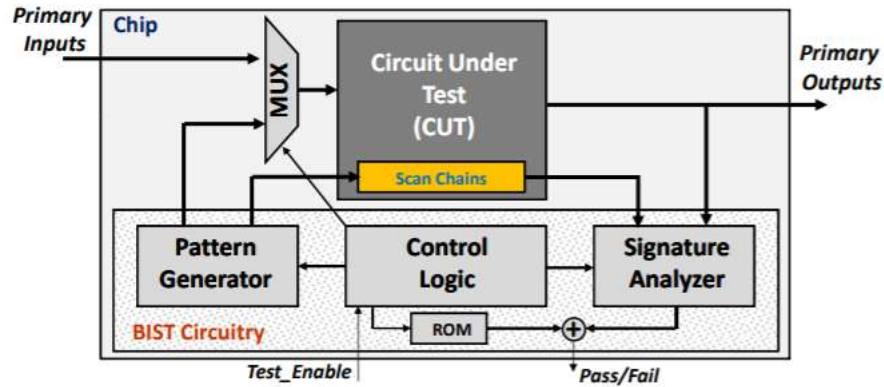 Primary
Inputs
Chip
MUX
Circuit Under
Test
(CUT)
Scan Chains
Primary
Outputs
Pattern
Generator
Control
Logic
Signature
Analyzer
BIST Circuitry
ROM
+
Test_Enable
Pass/Fail